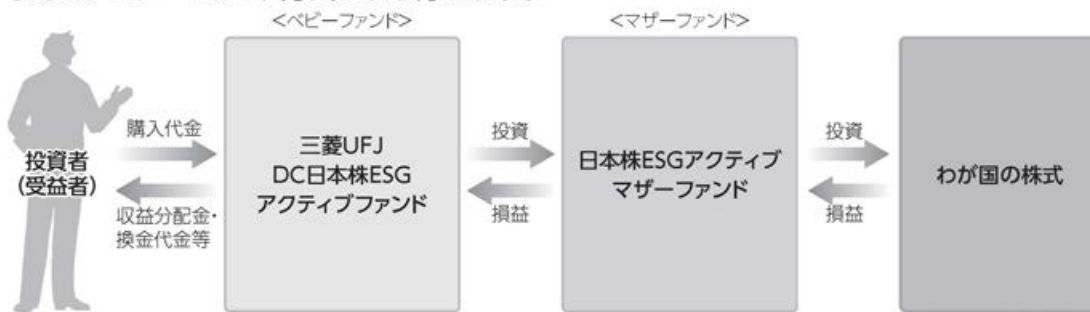 <ベビーファンド>
<マザーファンド>
投資者
(受益者)
購入代金
収益分配金・
換金代金等
三菱UFJ
DC日本株ESG
アクティブファンド
投資
損益
日本株ESGアクティブ
マザーファンド
投資
損益
わが国の株式